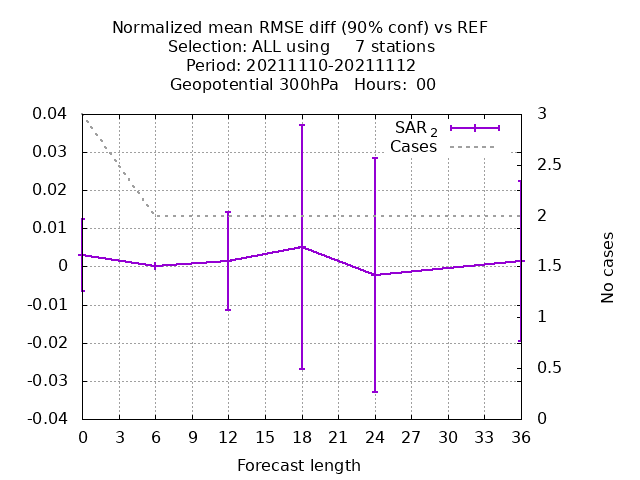 Normalized mean RMSE diff (90% conf) vs REF
Selection: ALL using     7 stations
Period: 20211110-20211112
Geopotential 300hPa   Hours:  00
SAR 2
Cases
0.04
0.03
0.02
0.01
0
-0.01
-0.02
-0.03
-0.04
3
2.5
2
1.5
1
0.5
0
No cases
0 3 6 9 12 15 18 21 24 27 30 33 36
Forecast length